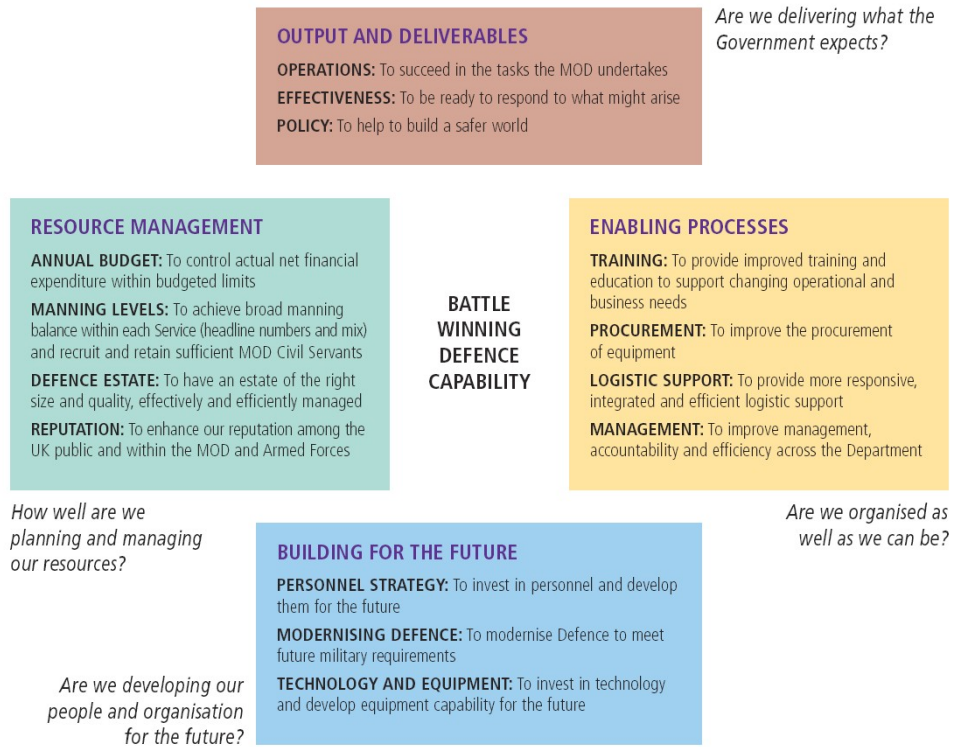 Are we delivering what the
Government expects?
OUTPUT AND DELIVERABLES
OPERATIONS: To succeed in the tasks the MOD undertakes
EFFECTIVENESS: To be ready to respond to what might arise
POLICY: To help to build a safer world
RESOURCE MANAGEMENT
ANNUAL BUDGET: To control actual net financial
expenditure within budgeted limits
MANNING LEVELS: To achieve broad manning
balance within each Service (headline numbers and mix)
and recruit and retain sufficient MOD Civil Servants
DEFENCE ESTATE: To have an estate of the right
size and quality, effectively and efficiently managed
REPUTATION: To enhance our reputation among the
UK public and within the MOD and Armed Forces
BATTLE
WINNING
DEFENCE
CAPABILITY
ENABLING PROCESSES
TRAINING: To provide improved training and
education to support changing operational and
business needs
PROCUREMENT: To improve the procurement
of equipment
LOGISTIC SUPPORT: To provide more responsive,
integrated and efficient logistic support
MANAGEMENT: To improve management,
accountability and efficiency across the Department
How well are we
planning and managing
our resources?
Are we organised as
well as we can be?
BUILDING FOR THE FUTURE
PERSONNEL STRATEGY: To invest in personnel and develop
them for the future
MODERNISING DEFENCE: To modernise Defence to meet
future military requirements
TECHNOLOGY AND EQUIPMENT: To invest in technology
and develop equipment capability for the future
Are we developing our
people and organisation
for the future?